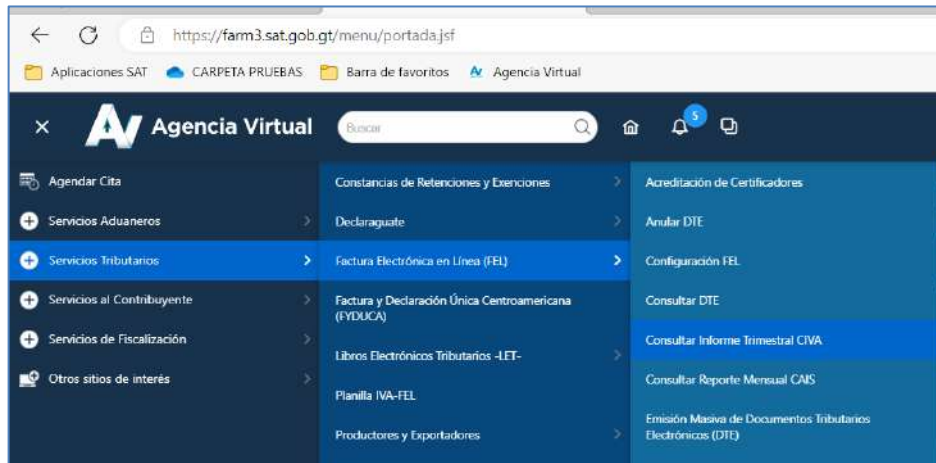 https://farm3.sat.gob.gt/menu/portada.jsf
Aplicaciones SAT CARPETA PRUEBAS Barra de favoritos Agencia Virtual
Agencia Virtual Buscar 5
Agendar Cita
Servicios Aduaneros
Servicios Tributarios
Servicios al Contribuyente
Servicios de Fiscalización
Otros sitios de interés
Constancias de Retenciones y Exenciones
Declaraguate
Factura Electrónica en Línea (FEL)
Factura y Declaración Única Centroamericana
(FYDUCA)
Libros Electrónicos Tributarios -LET-
Planilla IVA-FEL
Productores y Exportadores
Acreditación de Certificadores
Anular DTE
Configuración FEL
Consultar DTE
Consultar Informe Trimestral CIVA
Consultar Reporte Mensual CAIS
Emisión Masiva de Documentos Tributarios
Electrónicos (DTE)